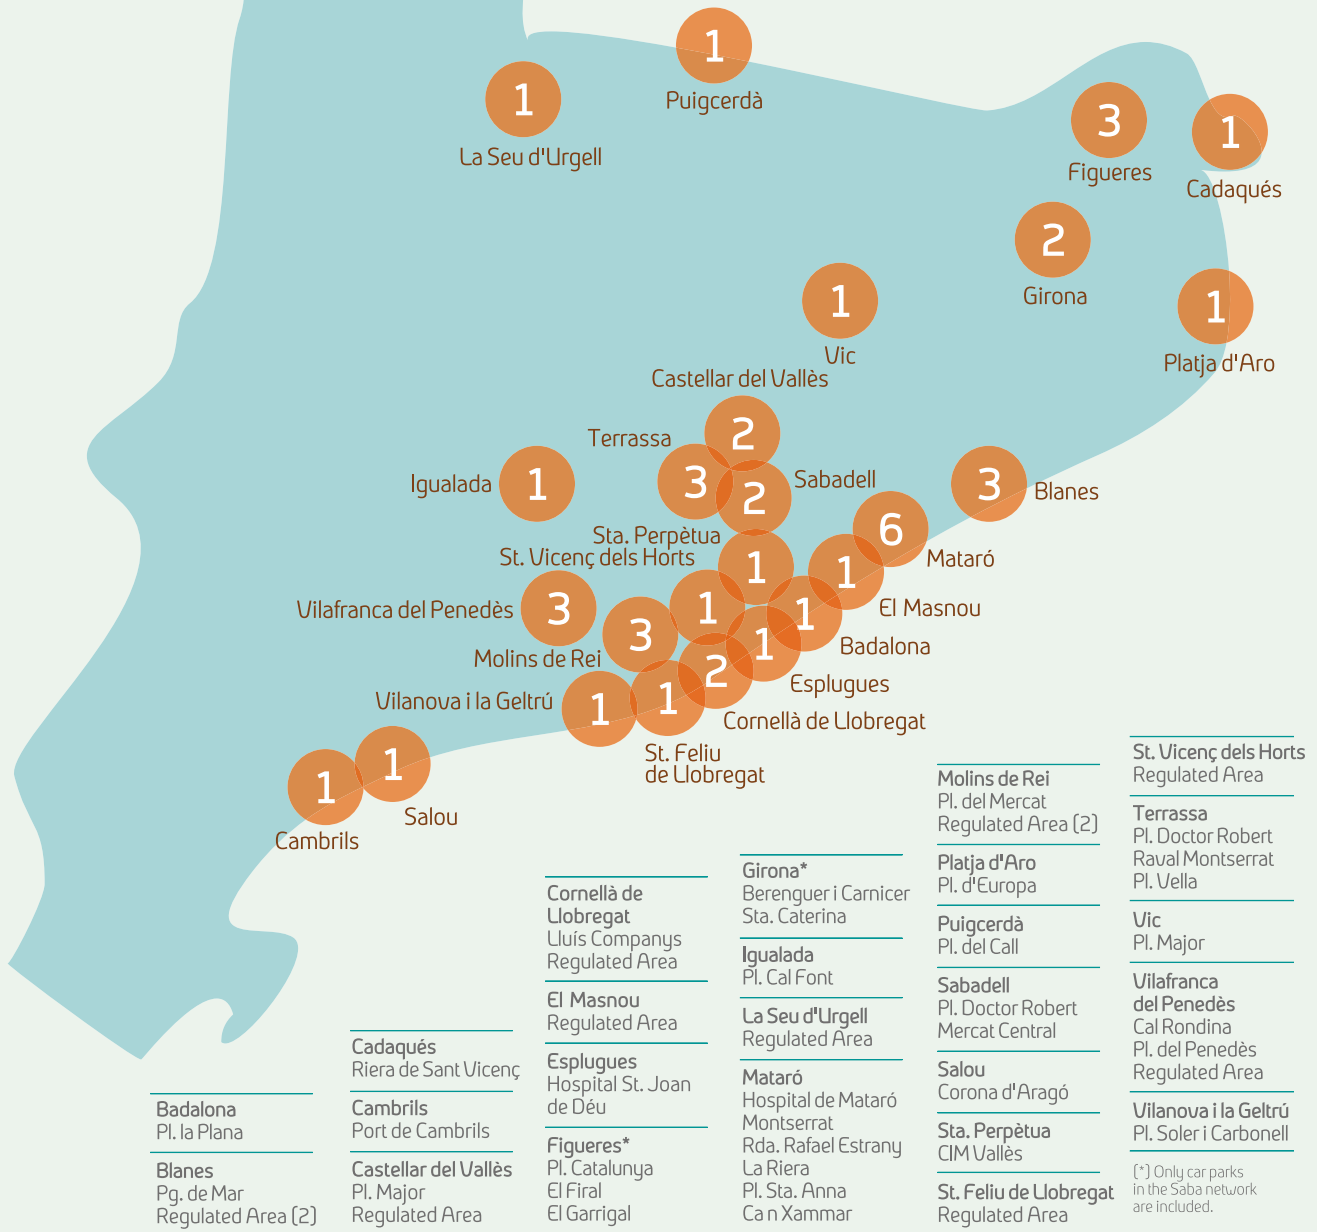 1
Puigcerdà
1
La Seu d'Urgell
3
Figueres
1
Cadaqués
2
Girona
1
Vic
1
Platja d'Aro
Castellar del Vallès
2
Terrassa
3
Sabadell
2
Igualada
1
3
Blanes
6
Mataró
Sta. Perpètua
1
St. Vicenç dels Horts
1
1
El Masnou
Vilafranca del Penedès
3
3
Molins de Rei
1
Badalona
1
Esplugues
2
Cornellà de Llobregat
Vilanova i la Geltrú
1
1
St. Feliu
de Llobregat
1
Salou
1
Cambrils
Badalona
Pl. la Plana
Blanes
Pg. de Mar
Regulated Area (2)
Cadaqués
Riera de Sant Vicenç
Cambrils
Port de Cambrils
Castellar del Vallès
Pl. Major
Regulated Area
Cornellà de
Llobregat
Lluís Companys
Regulated Area
El Masnou
Regulated Area
Esplugues
Hospital St. Joan
de Déu
Figueres*
Pl. Catalunya
El Firal
El Garrigal
Girona*
Berenguer i Carnicer
Sta. Caterina
Igualada
Pl. Cal Font
La Seu d'Urgell
Regulated Area
Mataró
Hospital de Mataró
Montserrat
Rda. Rafael Estrany
La Riera
Pl. Sta. Anna
Ca n Xammar
Molins de Rei
Pl. del Mercat
Regulated Area (2)
Platja d'Aro
Pl. d'Europa
Puigcerdà
Pl. del Call
Sabadell
Pl. Doctor Robert
Mercat Central
Salou
Corona d'Aragó
Sta. Perpètua
CIM Vallès
St. Feliu de Llobregat
Regulated Area
St. Vicenç dels Horts
Regulated Area
Terrassa
Pl. Doctor Robert
Raval Montserrat
Pl. Vella
Vic
Pl. Major
Vilafranca
del Penedès
Cal Rondina
Pl. del Penedès
Regulated Area
Vilanova i la Geltrú
Pl. Soler i Carbonell
(*) Only car parks
in the Saba network
are included.